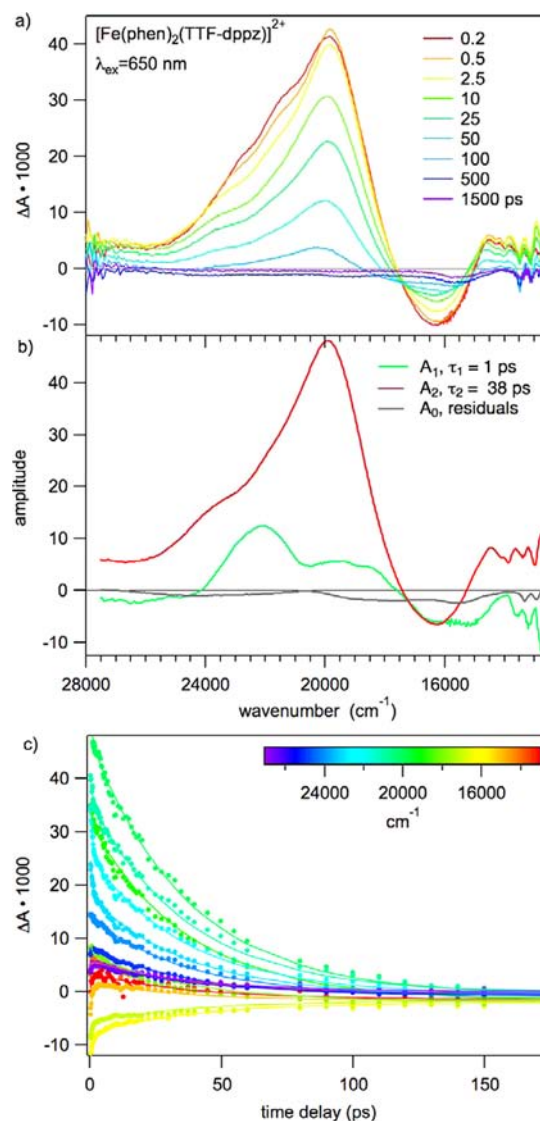 a)
[Fe(phen)₂(TTF-dppz)]²⁺
λex=650 nm
0.2
0.5
2.5
10
25
50
100
500
1500 ps
40
30
20
10
0
-10
ΔA • 1000
b)
A₁, τ₁ = 1 ps
A₂, τ₂ = 38 ps
A₀, residuals
40
30
20
10
0
-10
amplitude
28000 24000 20000 16000
wavenumber (cm⁻¹)
c)
24000 20000 16000
cm⁻¹
40
30
20
10
0
-10
ΔA • 1000
0 50 100 150
time delay (ps)